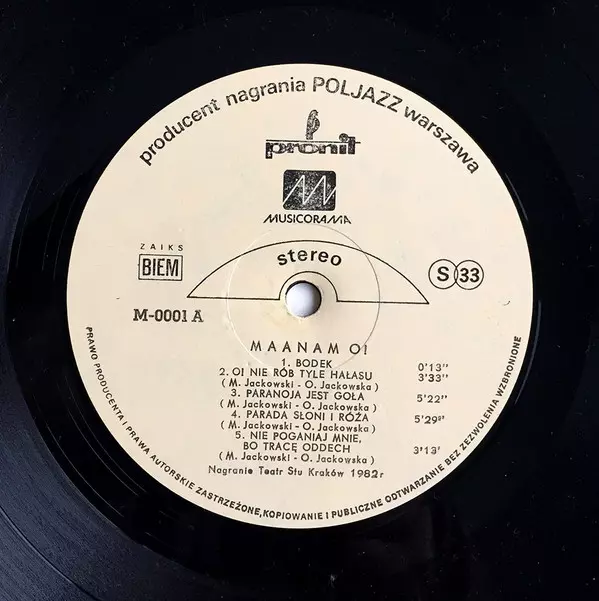 producent nagrania POLJAZZ warszawa
pronit
MUSICORAMA
ZAIKS
BIEM
stereo
S 33
M-0001 A
MAANAM O!
1. BODEK 0'13"
2. O! NIE RÓB TYLE HAŁASU 3'33"
( M. Jackowski - O. Jackowska )
3. PARANOJA JEST GOŁA 5'22"
( M. Jackowski - O. Jackowska )
4. PARADA SŁONI I RÓŻA 5'29"
( M. Jackowski - O. Jackowska )
5. NIE POGANIAJ MNIE,
BO TRACĘ ODDECH 3'13'
( M. Jackowski - O. Jackowska )
Nagranie Teatr Stu Kraków 1982r
PRAWO PRODUCENTA I PRAWA AUTORSKIE ZASTRZEŻONE, KOPIOWANIE I PUBLICZNE ODTWARZANIE BEZ ZEZWOLENIA WZBRONIONE